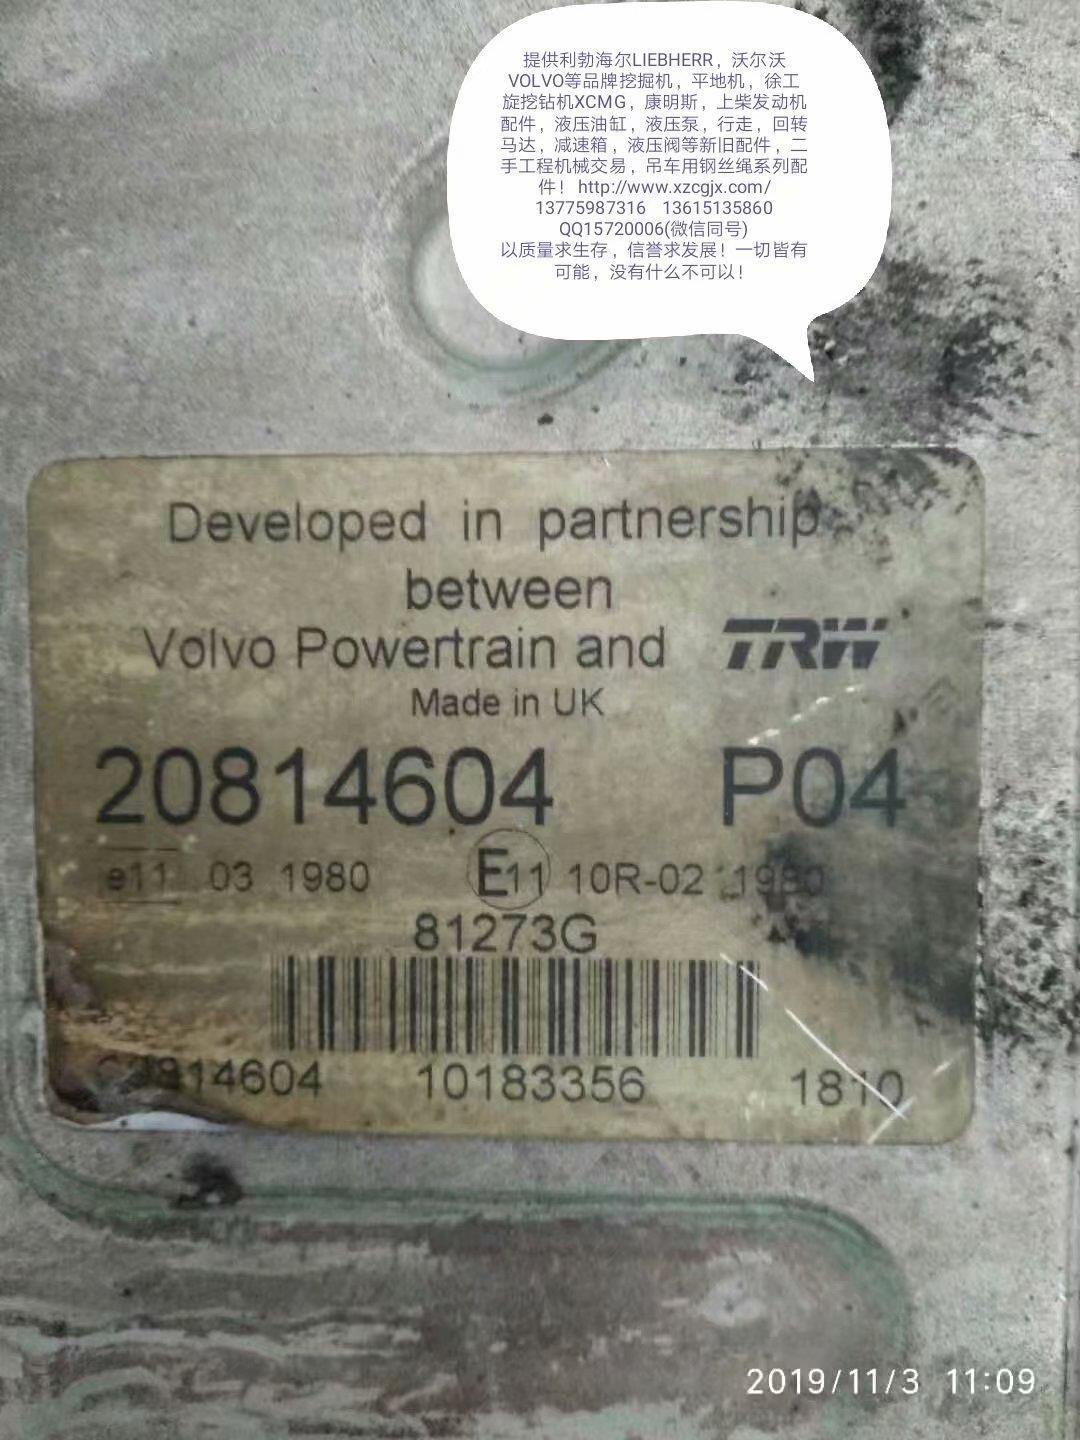 提供利勃海尔LIEBHERR，沃尔沃
VOLVO等品牌挖掘机，平地机，徐工
旋挖钻机XCMG，康明斯，上柴发动机
配件，液压油缸，液压泵，行走，回转
马达，减速箱，液压阀等新旧配件，二
手工程机械交易，吊车用钢丝绳系列配
件！http://www.xzcgjx.com/
13775987316 13615135860
QQ15720006(微信同号)
以质量求生存，信誉求发展！一切皆有
可能，没有什么不可以！
Developed in partnership
between
Volvo Powertrain and TRW
Made in UK
20814604 P04
e11 03 1980 E11 10R-02 1980
81273G
814604 10183356 1810
2019/11/3 11:09